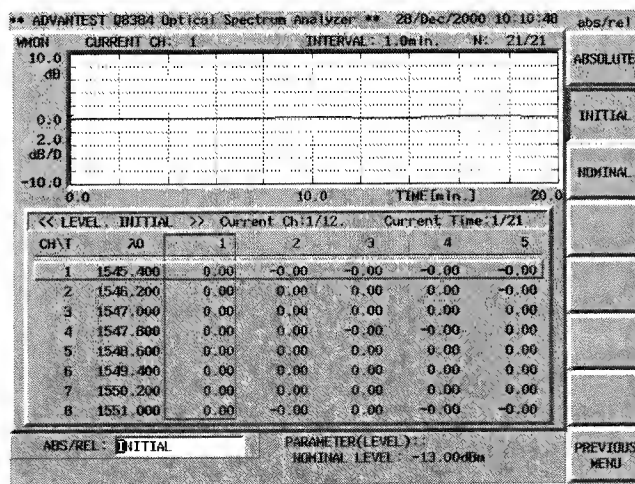 ** ADVANTEST Q8384 Optical Spectrum Analyzer ** 28/Dec/2000 10:10:40 abs/rel
WMON CURRENT CH: 1 INTERVAL: 1.0min. N: 21/21
10.0
dB
0.0
2.0
dB/D
-10.0
0.0 10.0 TIME[min.] 20.0
<< LEVEL. INITIAL >> Current Ch:1/12. Current Time:1/21
CH\T λ0 1 2 3 4 5
1 1545.400 0.00 -0.00 -0.00 -0.00 -0.00
2 1546.200 0.00 0.00 0.00 0.00 -0.00
3 1547.000 0.00 0.00 0.00 0.00 0.00
4 1547.800 0.00 0.00 -0.00 -0.00 0.00
5 1548.600 0.00 0.00 0.00 0.00 0.00
6 1549.400 0.00 0.00 0.00 0.00 0.00
7 1550.200 0.00 0.00 0.00 0.00 0.00
8 1551.000 0.00 -0.00 0.00 -0.00 -0.00
ABS/REL: INITIAL
PARAMETER(LEVEL):
NOMINAL LEVEL: -13.00dBm
ABSOLUTE
INITIAL
NOMINAL
PREVIOUS
MENU